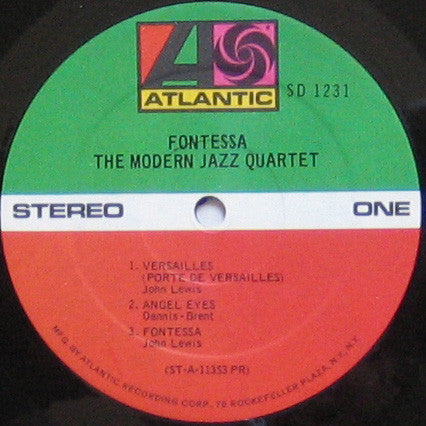 ATLANTIC
SD 1231
FONTESSA
THE MODERN JAZZ QUARTET
STEREO
ONE
1. VERSAILLES
(PORTE DE VERSAILLES)
John Lewis
2. ANGEL EYES
Dennis-Brent
3. FONTESSA
John Lewis
(ST-A-11353 PR)
MFG. BY ATLANTIC RECORDING CORP., 75 ROCKEFELLER PLAZA, N.Y., N.Y.